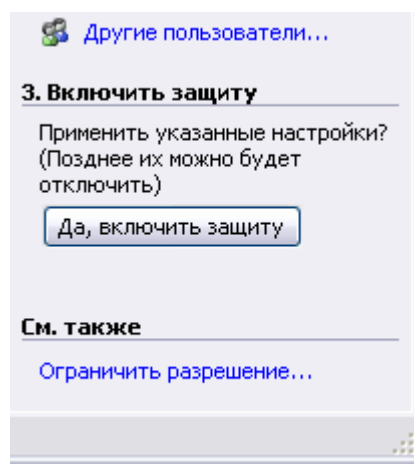 Другие пользователи...
3. Включить защиту
Применить указанные настройки?
(Позднее их можно будет
отключить)
Да, включить защиту
См. также
Ограничить разрешение...